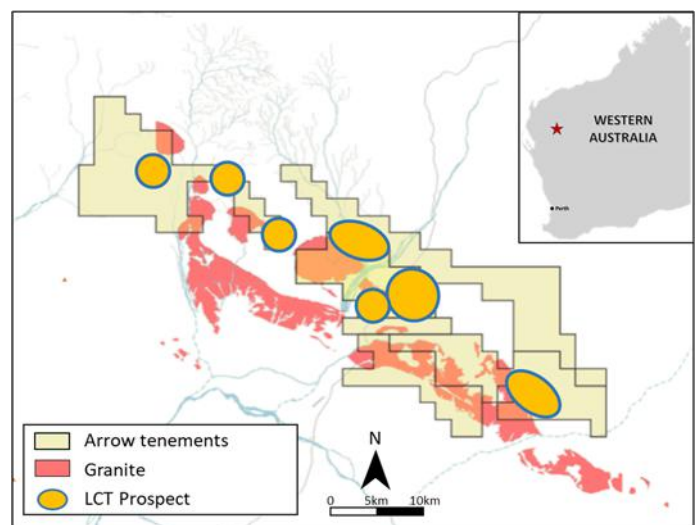 WESTERN
AUSTRALIA
Perth
Arrow tenements
Granite
LCT Prospect
N
0 5km 10km